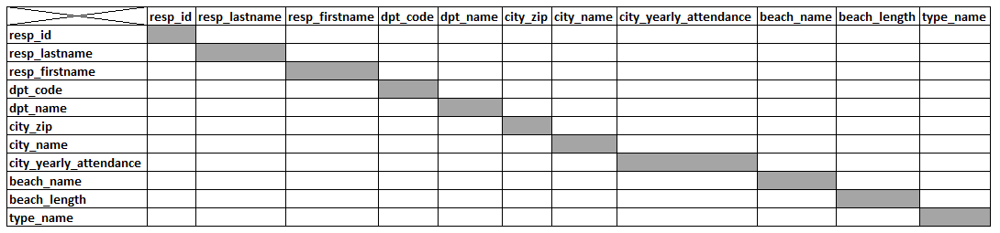 resp_id resp_lastname resp_firstname dpt_code dpt_name city_zip city_name city_yearly_attendance beach_name beach_length type_name
resp_id
resp_lastname
resp_firstname
dpt_code
dpt_name
city_zip
city_name
city_yearly_attendance
beach_name
beach_length
type_name